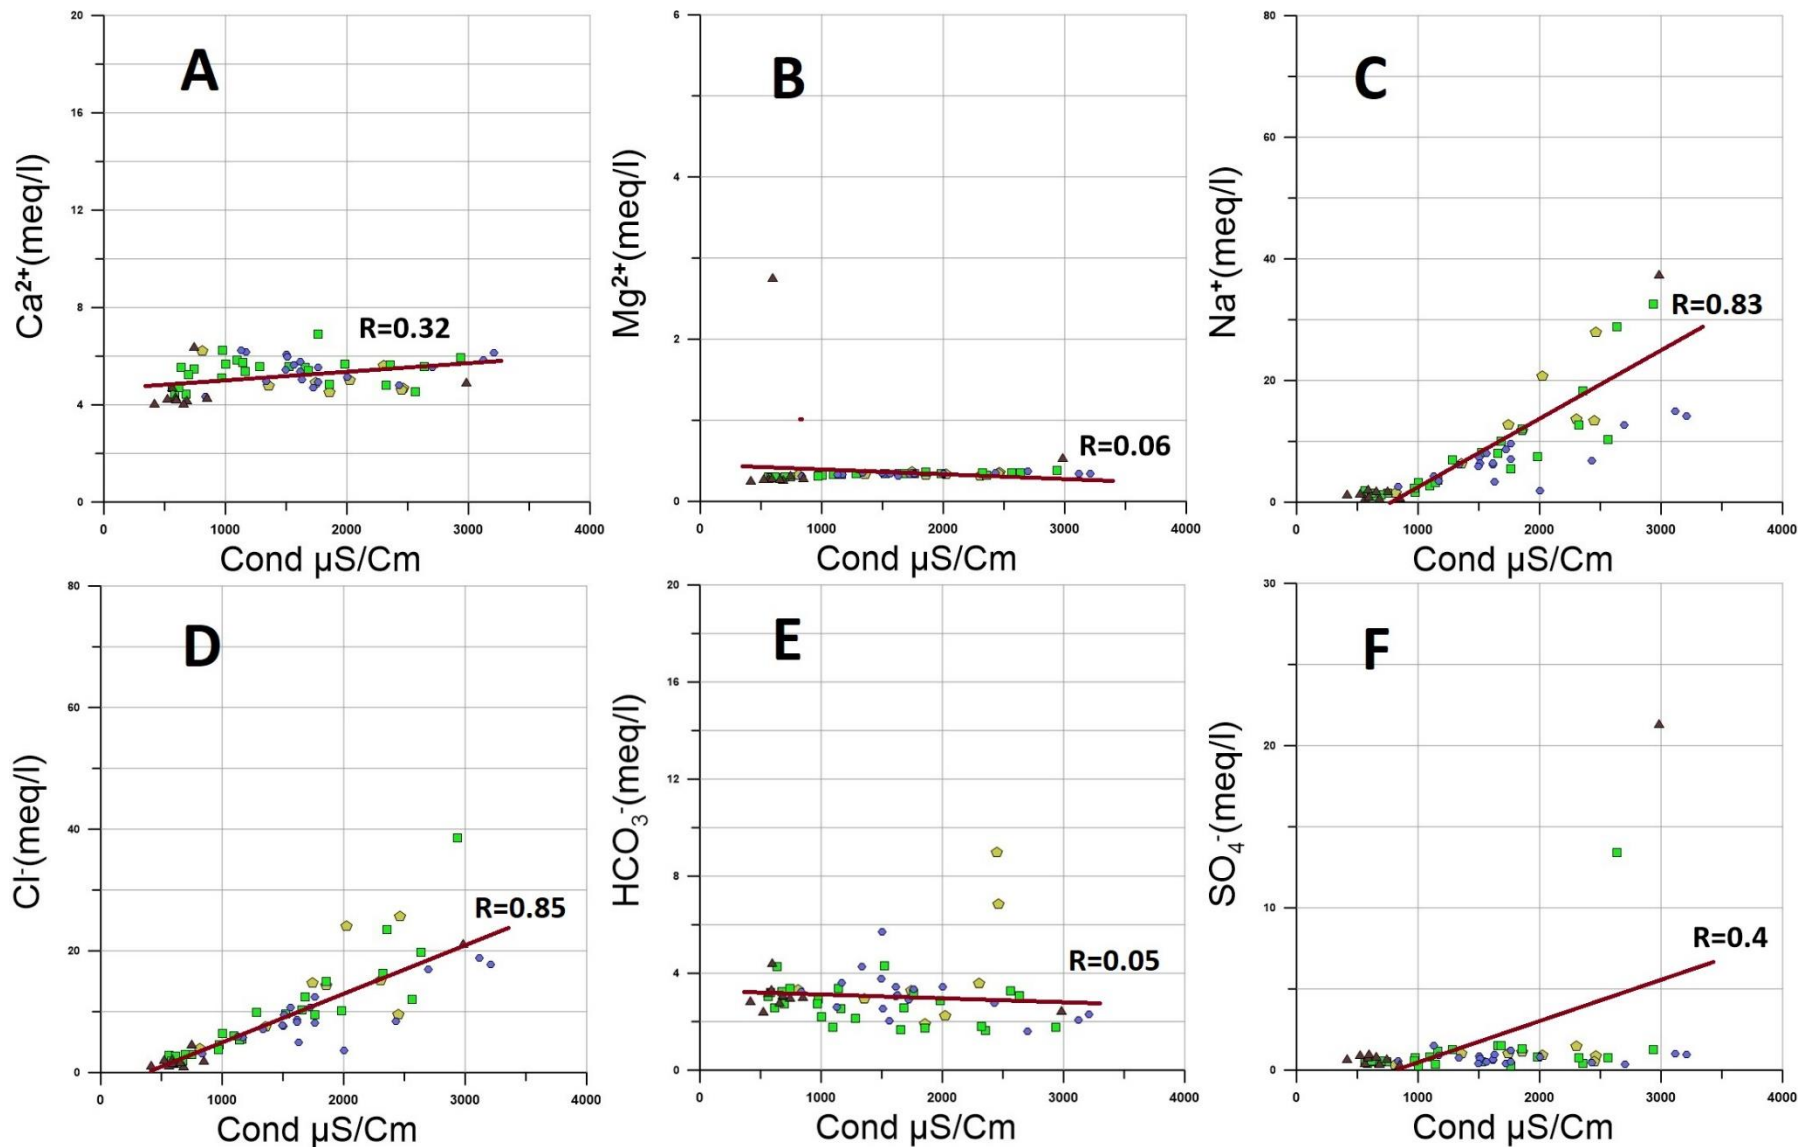 A
Ca²⁺(meq/l)
20
16
12
8
4
0
R=0.32
0 1000 2000 3000 4000
Cond µS/Cm
B
Mg²⁺(meq/l)
6
4
2
0
R=0.06
0 1000 2000 3000 4000
Cond µS/Cm
C
Na⁺(meq/l)
80
60
40
20
0
R=0.83
0 1000 2000 3000 4000
Cond µS/Cm
D
Cl⁻(meq/l)
80
60
40
20
0
R=0.85
0 1000 2000 3000 4000
Cond µS/Cm
E
HCO₃⁻(meq/l)
20
16
12
8
4
0
R=0.05
0 1000 2000 3000 4000
Cond µS/Cm
F
SO₄⁻(meq/l)
30
20
10
0
R=0.4
0 1000 2000 3000 4000
Cond µS/Cm